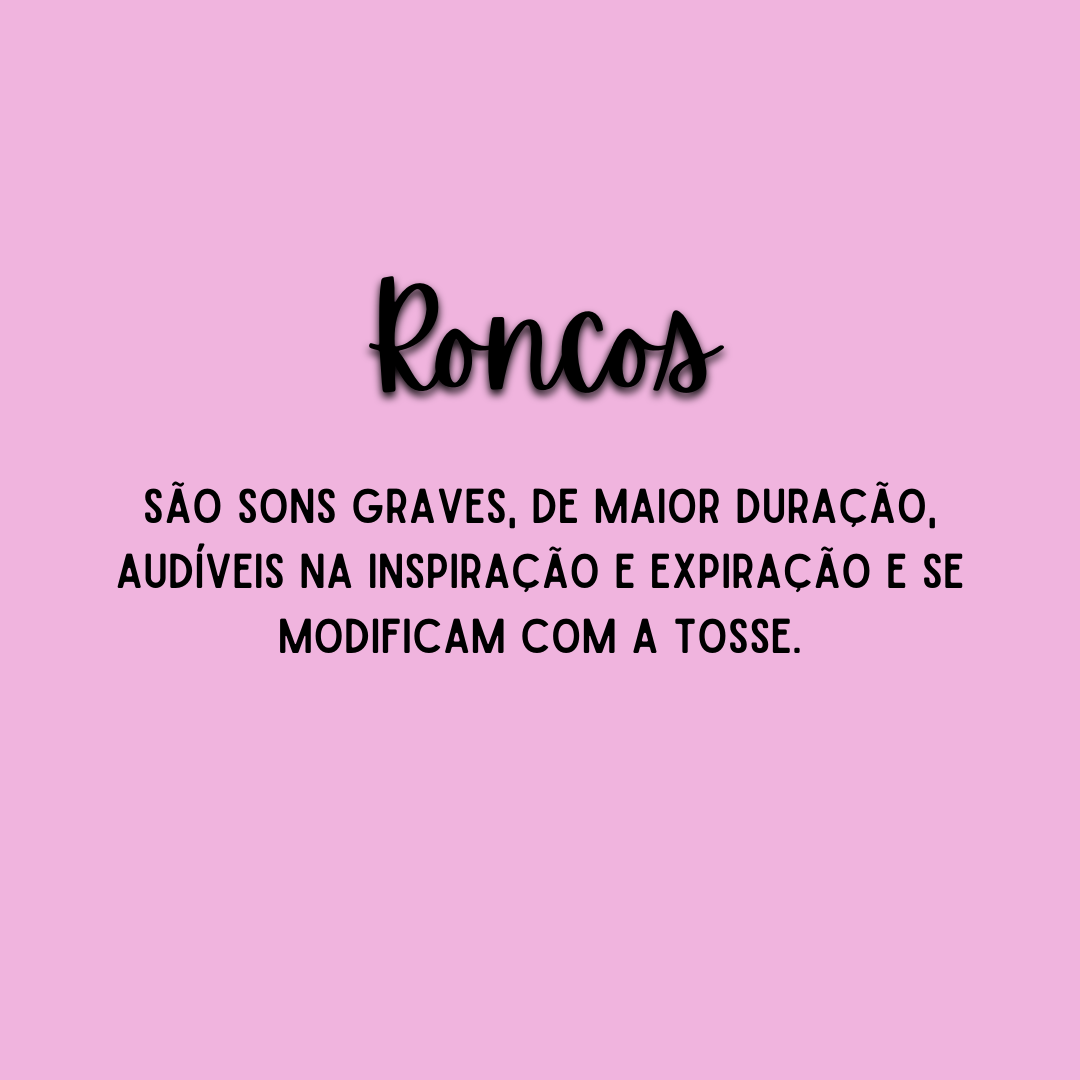 Roncos
SÃO SONS GRAVES, DE MAIOR DURAÇÃO,
AUDÍVEIS NA INSPIRAÇÃO E EXPIRAÇÃO E SE
MODIFICAM COM A TOSSE.